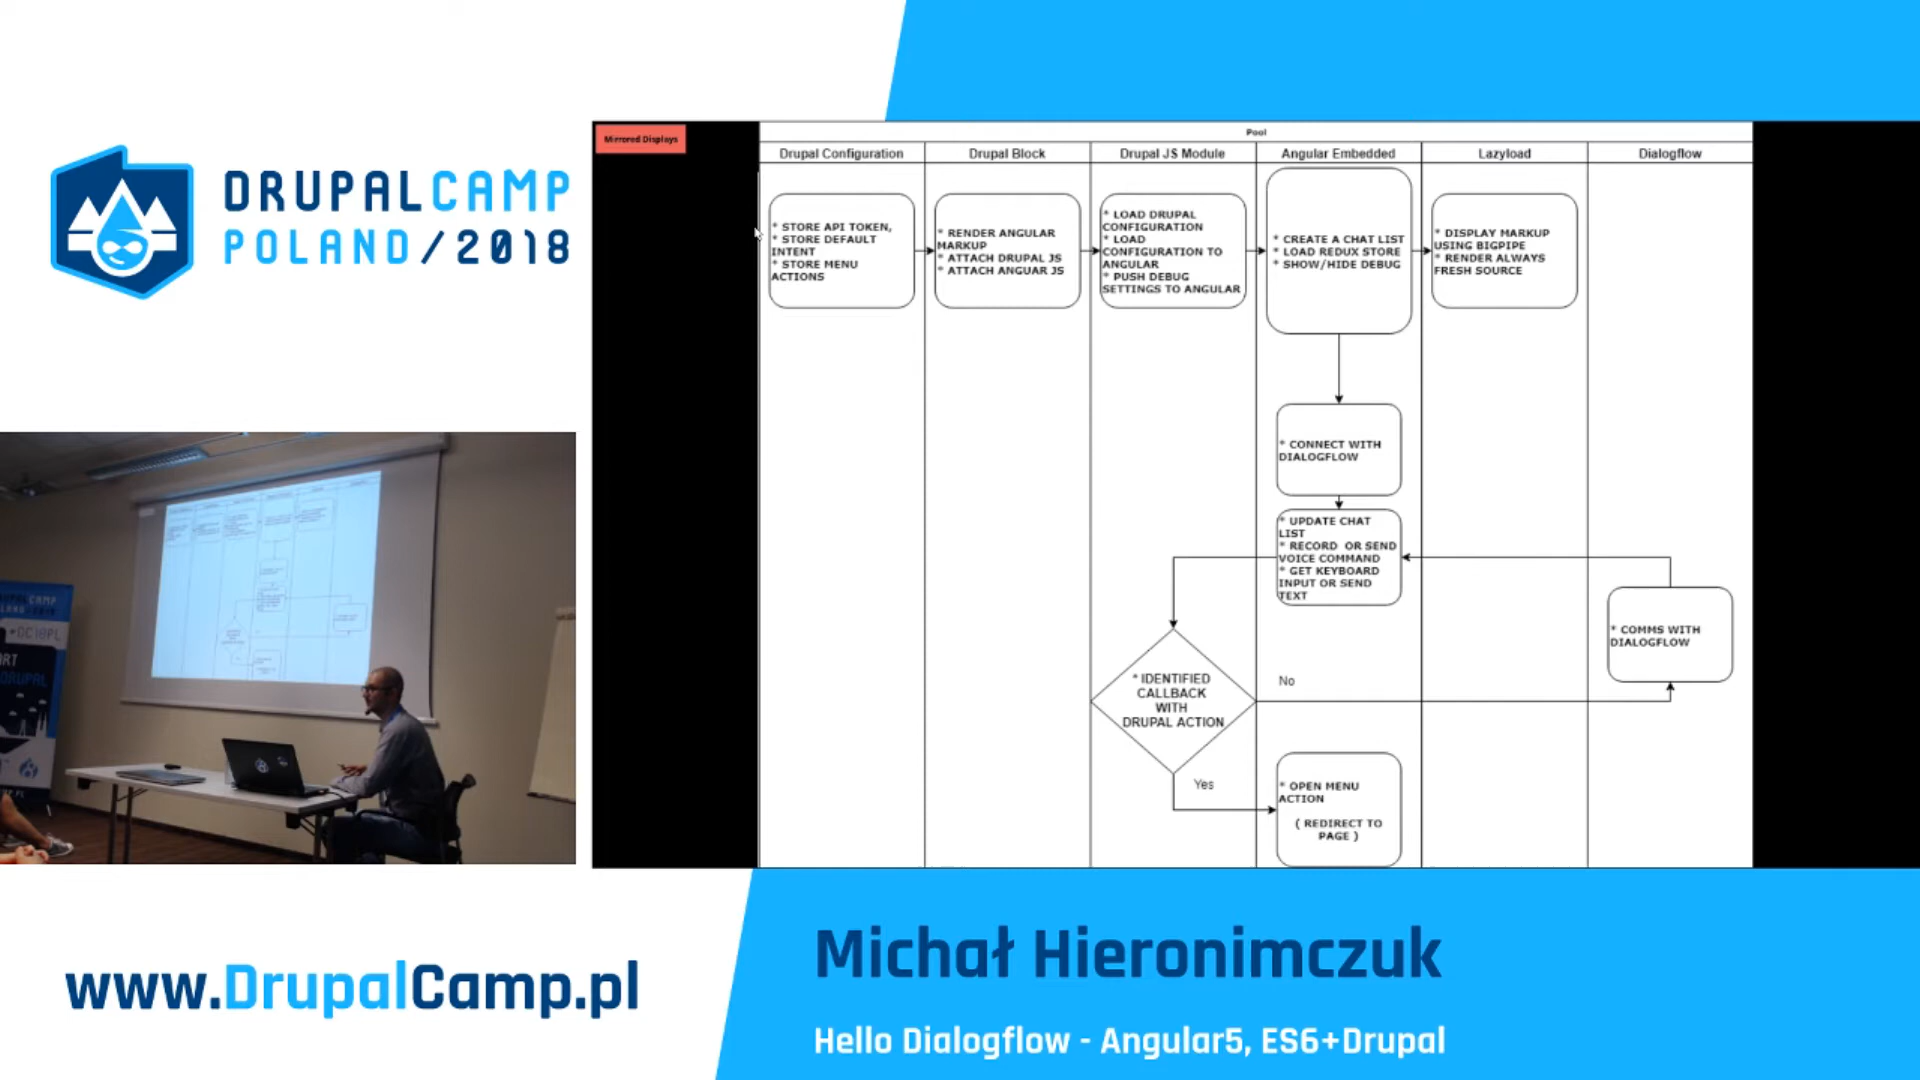 DRUPALCAMP
POLAND/2018
Mirrored Displays
Pool
Drupal Configuration
Drupal Block
Drupal JS Module
Angular Embedded
Lazyload
Dialogflow
* STORE API TOKEN,
* STORE DEFAULT
INTENT
* STORE MENU
ACTIONS
* RENDER ANGULAR
MARKUP
* ATTACH DRUPAL JS
* ATTACH ANGUAR JS
* LOAD DRUPAL
CONFIGURATION
* LOAD
CONFIGURATION TO
ANGULAR
* PUSH DEBUG
SETTINGS TO ANGULAR
* CREATE A CHAT LIST
* LOAD REDUX STORE
* SHOW/HIDE DEBUG
* DISPLAY MARKUP
USING BIGPIPE
* RENDER ALWAYS
FRESH SOURCE
* CONNECT WITH
DIALOGFLOW
* UPDATE CHAT
LIST
* RECORD OR SEND
VOICE COMMAND
* GET KEYBOARD
INPUT OR SEND
TEXT
* COMMS WITH
DIALOGFLOW
* IDENTIFIED
CALLBACK
WITH
DRUPAL ACTION
No
Yes
* OPEN MENU
ACTION
( REDIRECT TO
PAGE )
DC18PL
www.DrupalCamp.pl
Michał Hieronimczuk
Hello Dialogflow - Angular5, ES6+Drupal